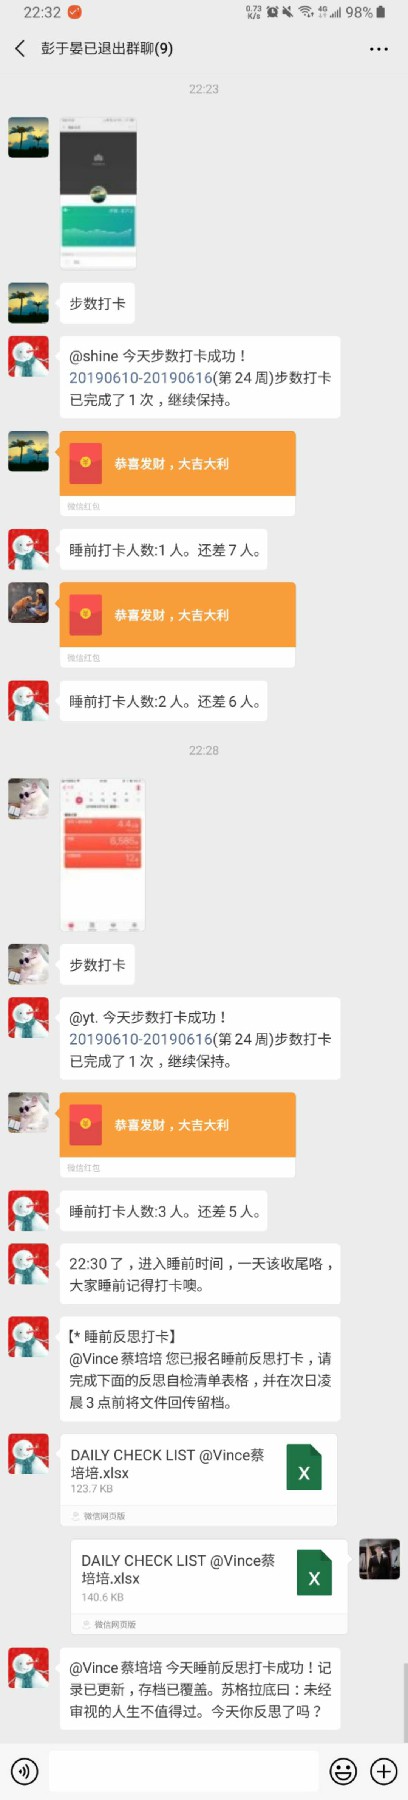 22:32
0.73
K/s
4G
98%
彭于晏已退出群聊(9)
22:23
步数打卡
@shine 今天步数打卡成功！
20190610-20190616(第 24 周)步数打卡
已完成了 1 次，继续保持。
恭喜发财，大吉大利
微信红包
睡前打卡人数:1 人。还差 7 人。
恭喜发财，大吉大利
微信红包
睡前打卡人数:2 人。还差 6 人。
22:28
6,585
步数打卡
@yt. 今天步数打卡成功！
20190610-20190616(第 24 周)步数打卡
已完成了 1 次，继续保持。
恭喜发财，大吉大利
微信红包
睡前打卡人数:3 人。还差 5 人。
22:30 了，进入睡前时间，一天该收尾咯，
大家睡前记得打卡噢。
【* 睡前反思打卡】
@Vince 蔡培培 您已报名睡前反思打卡，请
完成下面的反思自检清单表格，并在次日凌
晨 3 点前将文件回传留档。
DAILY CHECK LIST @Vince蔡
培培.xlsx
123.7 KB
X
微信网页版
DAILY CHECK LIST @Vince蔡
培培.xlsx
140.6 KB
X
微信网页版
@Vince 蔡培培 今天睡前反思打卡成功！记
录已更新，存档已覆盖。苏格拉底曰：未经
审视的人生不值得过。今天你反思了吗？